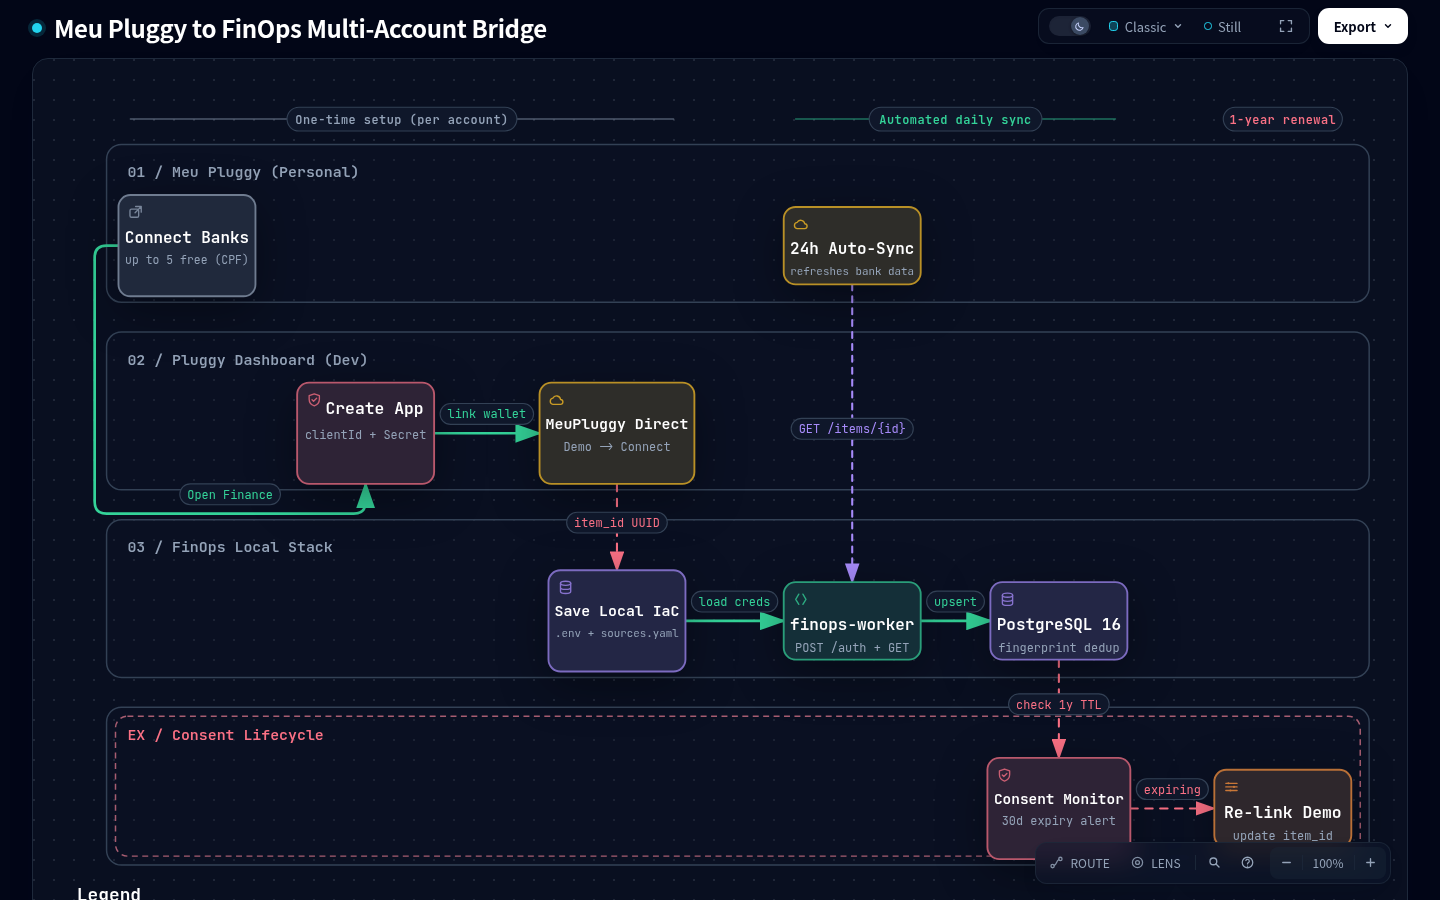 Meu Pluggy to FinOps Multi-Account Bridge
Classic
Still
Export
One-time setup (per account)
Automated daily sync
1-year renewal
01 / Meu Pluggy (Personal)
Connect Banks
up to 5 free (CPF)
24h Auto-Sync
refreshes bank data
02 / Pluggy Dashboard (Dev)
Create App
clientId + Secret
link wallet
MeuPluggy Direct
Demo → Connect
GET /items/{id}
Open Finance
item_id UUID
03 / FinOps Local Stack
Save Local IaC
.env + sources.yaml
load creds
finops-worker
POST /auth + GET
upsert
PostgreSQL 16
fingerprint dedup
check 1y TTL
EX / Consent Lifecycle
Consent Monitor
30d expiry alert
expiring
Re-link Demo
update item_id
ROUTE
LENS
100%
Legend